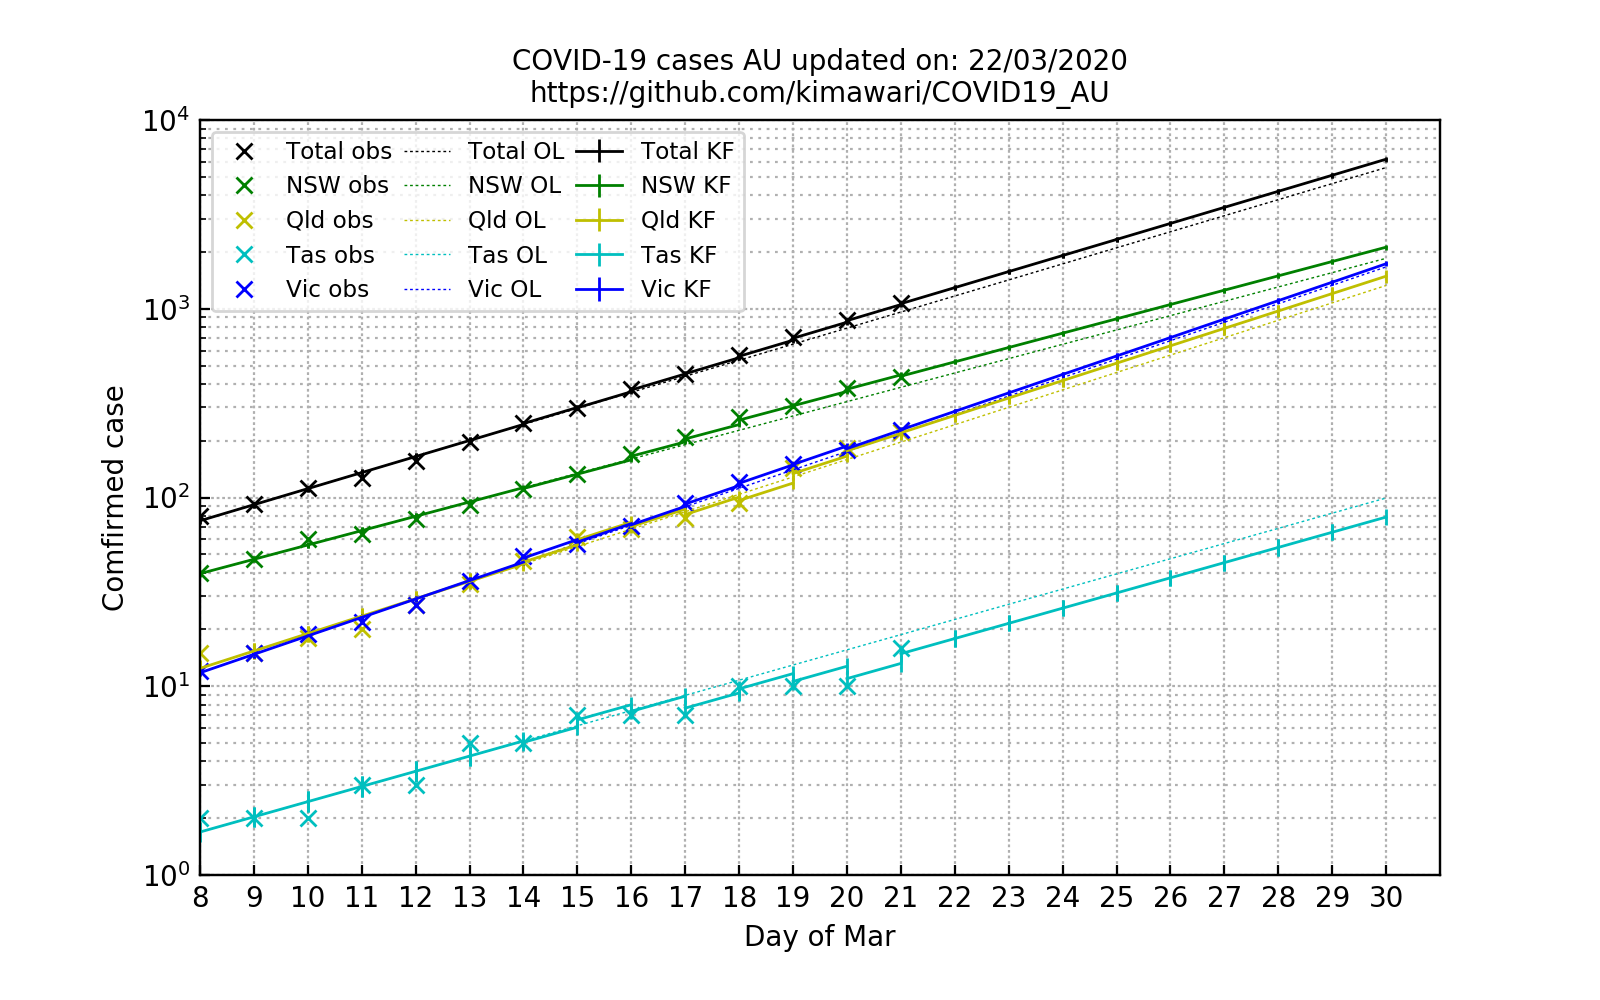 COVID-19 cases AU updated on: 22/03/2020
https://github.com/kimawari/COVID19_AU
Total obs Total OL Total KF
NSW obs NSW OL NSW KF
Qld obs Qld OL Qld KF
Tas obs Tas OL Tas KF
Vic obs Vic OL Vic KF
10^4
10^3
10^2
10^1
10^0
Comfirmed case
8 9 10 11 12 13 14 15 16 17 18 19 20 21 22 23 24 25 26 27 28 29 30
Day of Mar